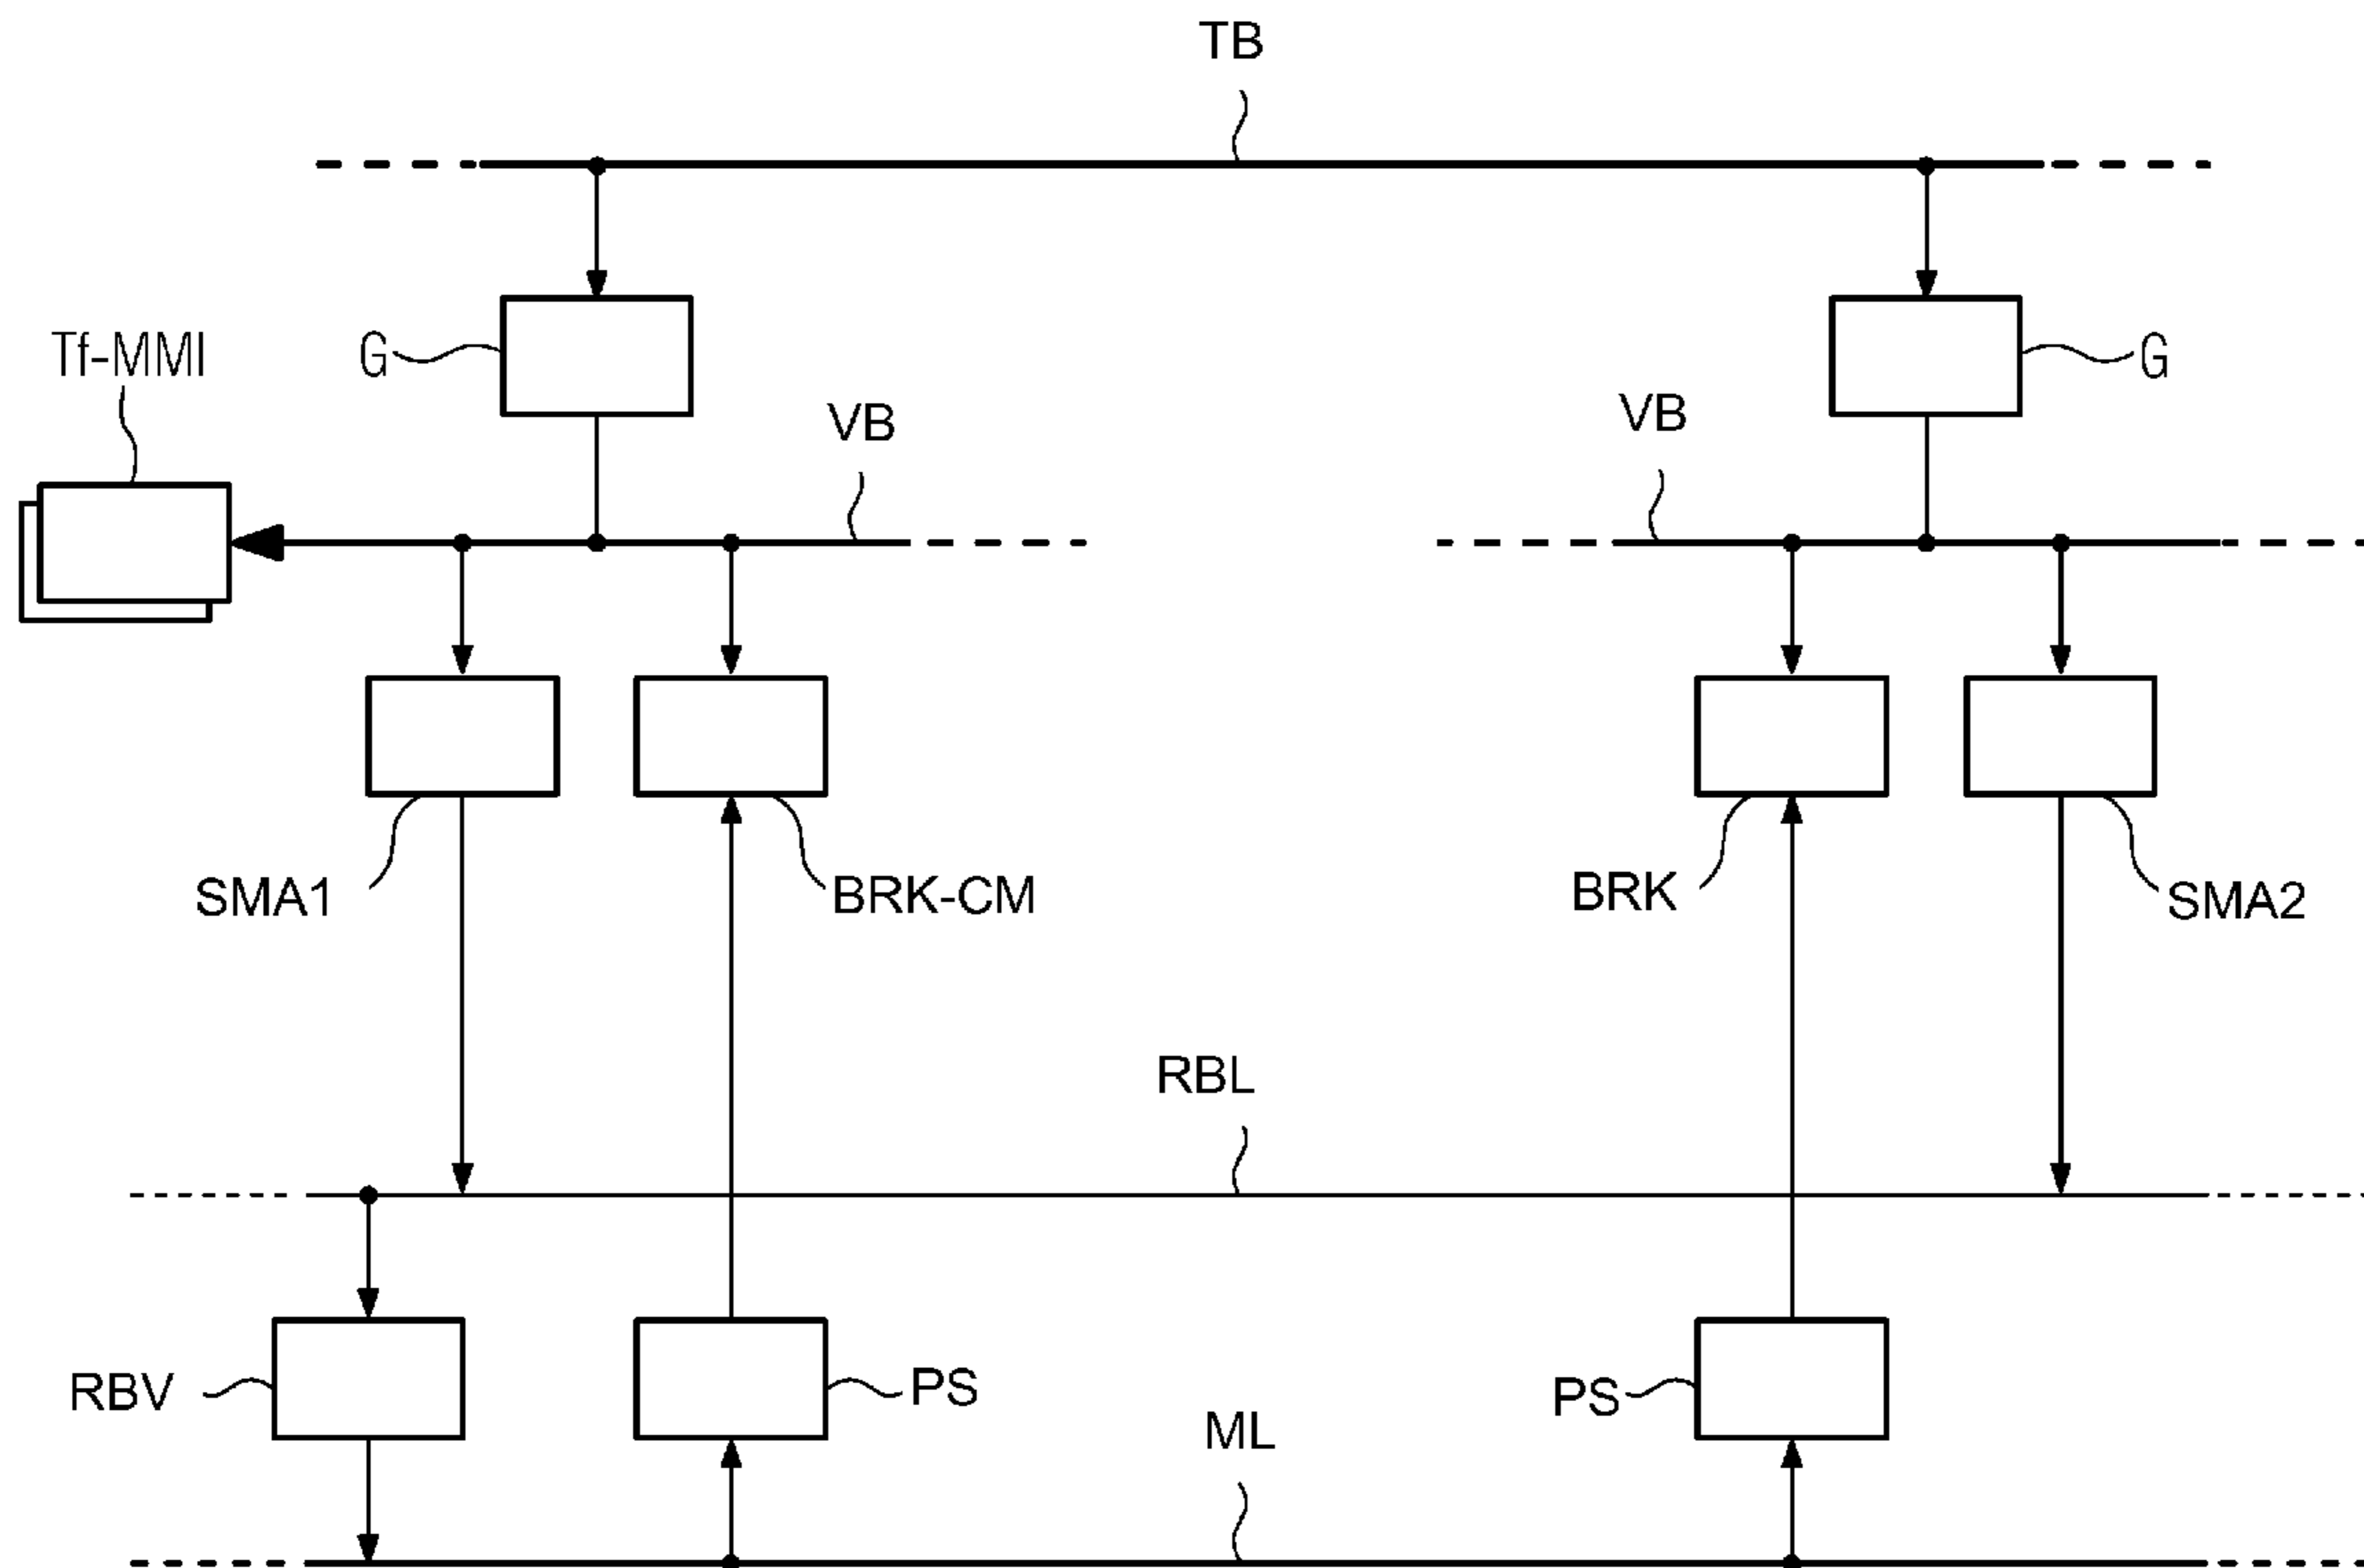 TB
Tf-MMI
G
G
VB
VB
SMA1
BRK-CM
BRK
SMA2
RBL
RBV
PS
PS
ML